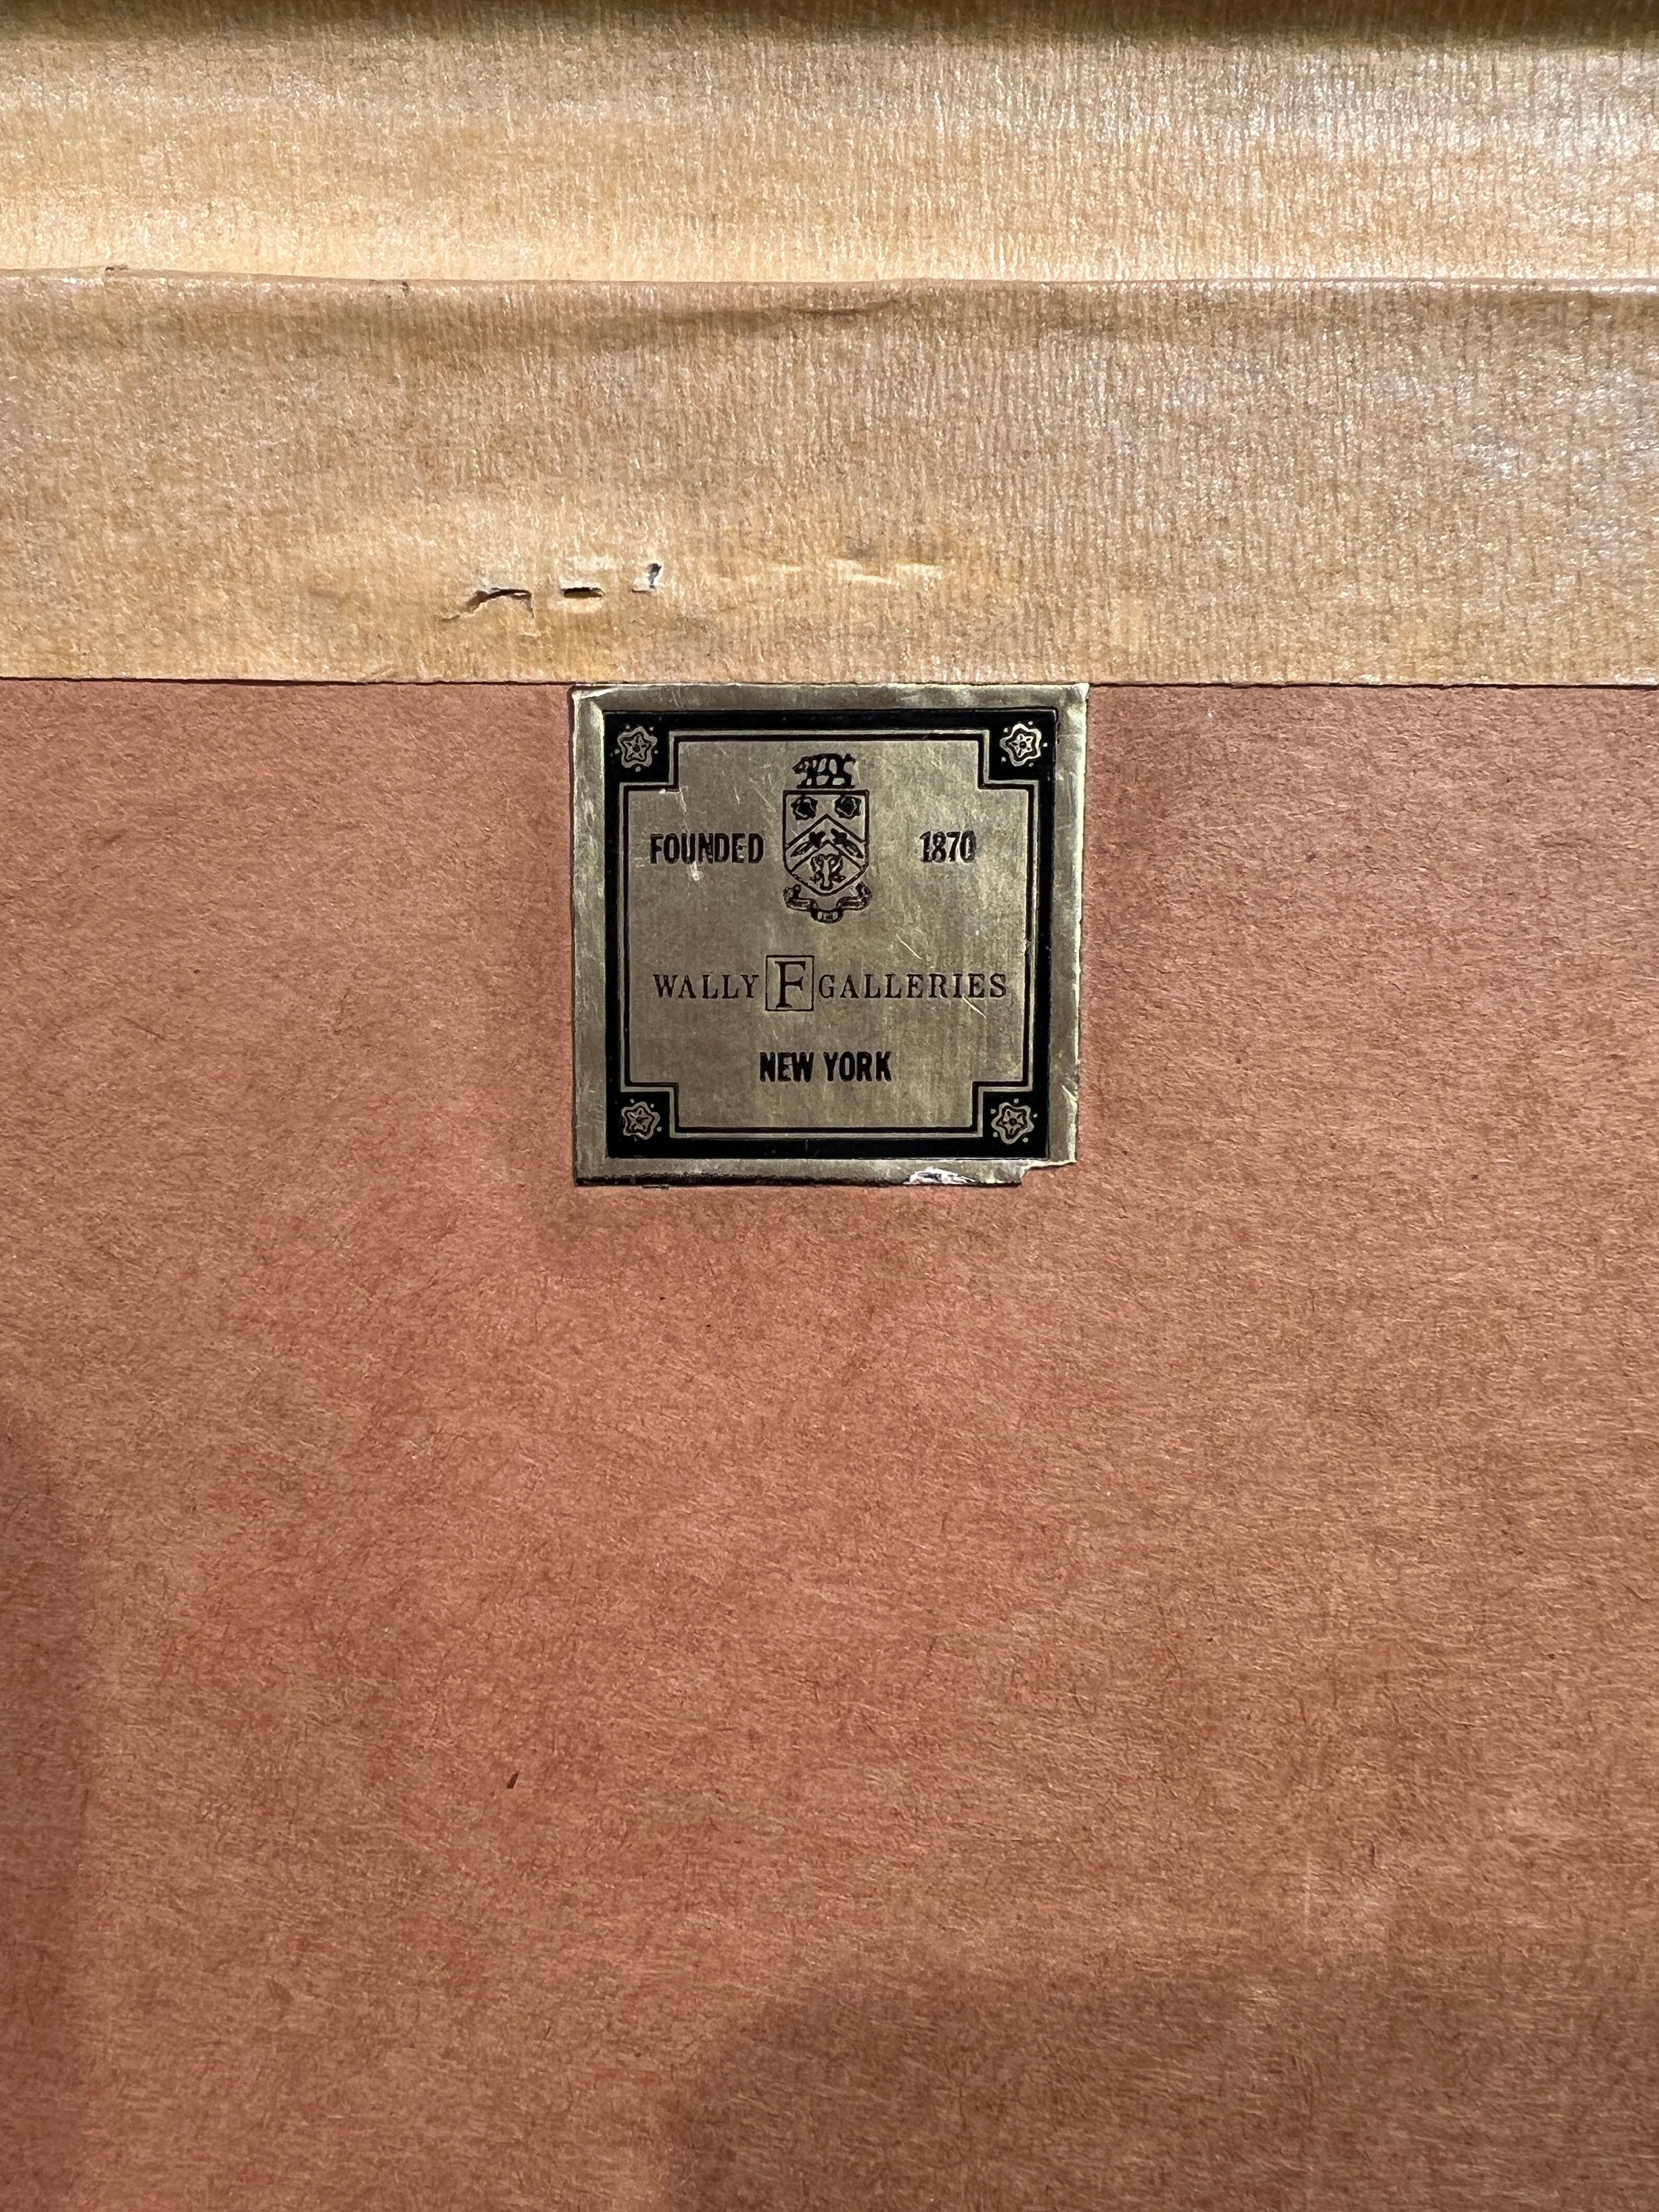 FOUNDED 1870
WALLY F GALLERIES
NEW YORK